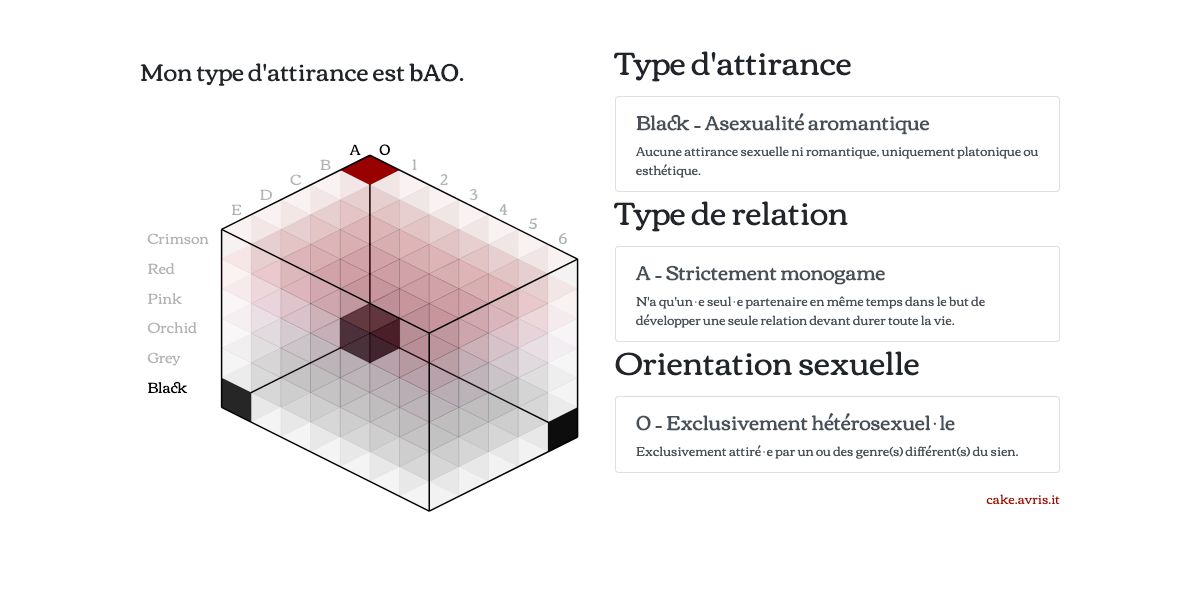 Mon type d'attirance est bAO.
A O
B 1
C 2
D 3
E 4
5
6
Crimson
Red
Pink
Orchid
Grey
Black
Type d'attirance
Black - Asexualité aromantique
Aucune attirance sexuelle ni romantique, uniquement platonique ou
esthétique.
Type de relation
A - Strictement monogame
N'a qu'un·e seul·e partenaire en même temps dans le but de
développer une seule relation devant durer toute la vie.
Orientation sexuelle
O - Exclusivement hétérosexuel·le
Exclusivement attiré·e par un ou des genre(s) différent(s) du sien.
cake.avris.it